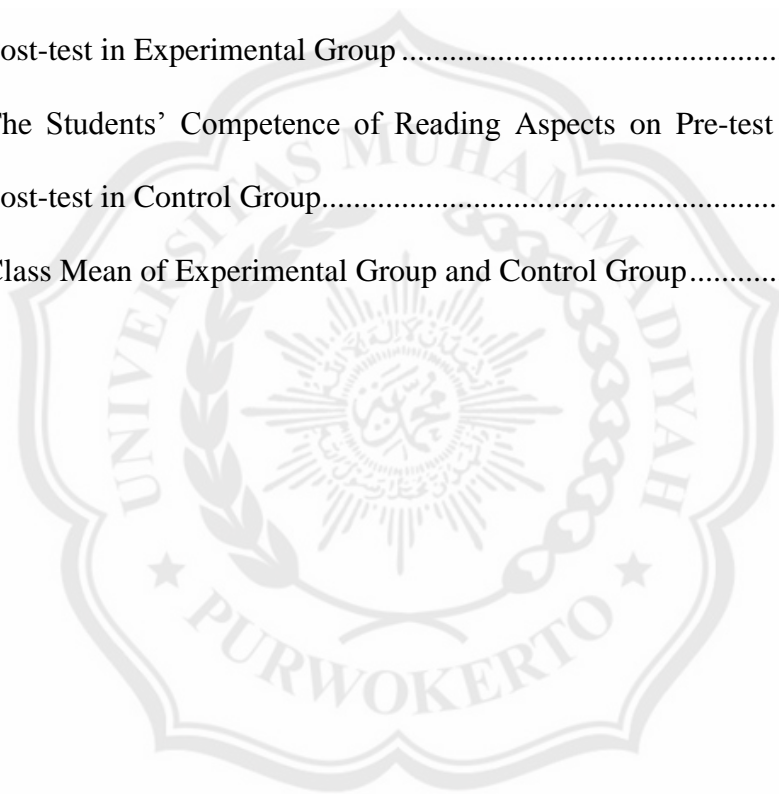 ost-test in Experimental Group ...............................................
he Students’ Competence of Reading Aspects on Pre-test
ost-test in Control Group.........................................................
lass Mean of Experimental Group and Control Group...........
UNIVERSITAS MUHAMMADIYAH
PURWOKERTO